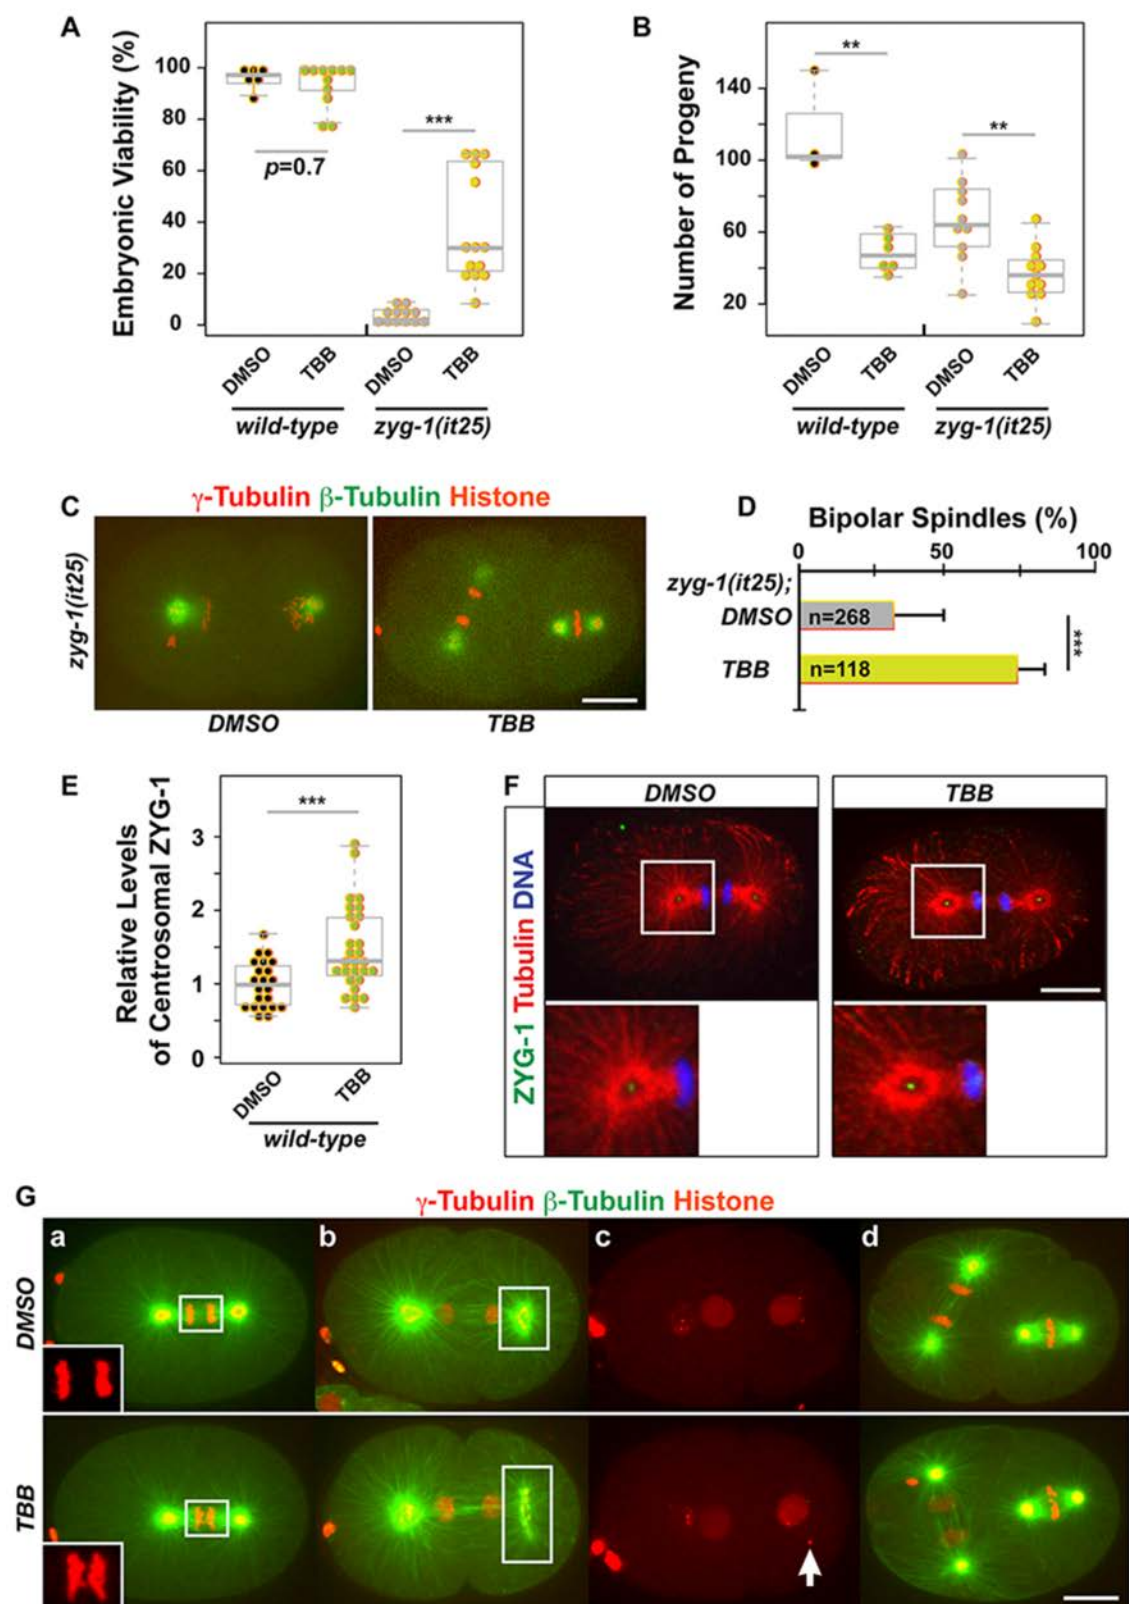 A
Embryonic Viability (%)
100
80
60
40
20
0
p=0.7
***
DMSO
TBB
DMSO
TBB
wild-type
zyg-1(it25)
B
Number of Progeny
140
100
60
20
**
**
DMSO
TBB
DMSO
TBB
wild-type
zyg-1(it25)
C
γ-Tubulin β-Tubulin Histone
zyg-1(it25)
DMSO
TBB
D
Bipolar Spindles (%)
0 50 100
zyg-1(it25);
DMSO
n=268
TBB
n=118
***
E
Relative Levels
of Centrosomal ZYG-1
3
2
1
0
***
DMSO
TBB
wild-type
F
DMSO
TBB
ZYG-1 Tubulin DNA
G
γ-Tubulin β-Tubulin Histone
a
b
c
d
DMSO
TBB